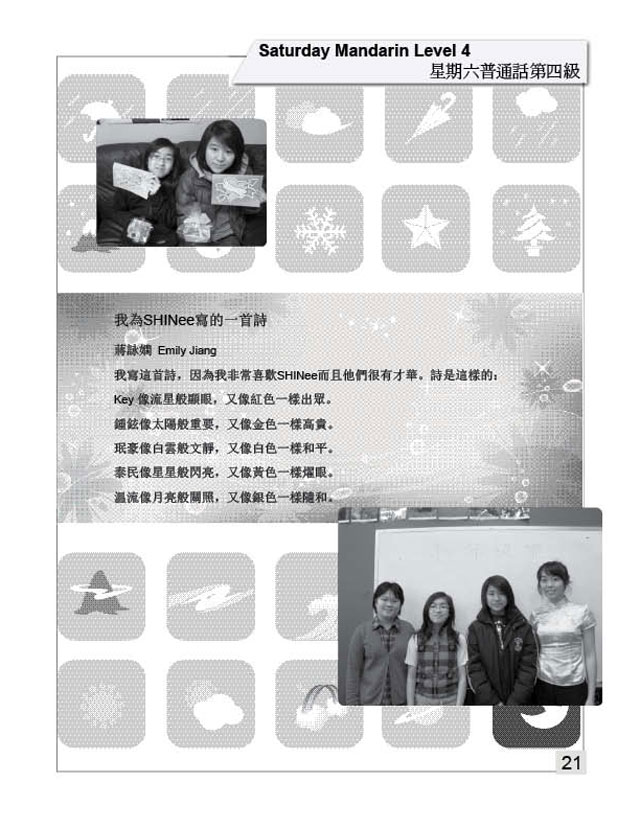 Saturday Mandarin Level 4
星期六普通話第四級
我為SHINee寫的一首詩
蔣詠嫻 Emily Jiang
我寫這首詩，因為我非常喜歡SHINee而且他們很有才華。詩是這樣的：
Key 像流星般顯眼，又像紅色一樣出眾。
鍾鉉像太陽般重要，又像金色一樣高貴。
珉豪像白雲般文靜，又像白色一樣和平。
泰民像星星般閃亮，又像黃色一樣燿眼。
溫流像月亮般關照，又像銀色一樣隨和。
21